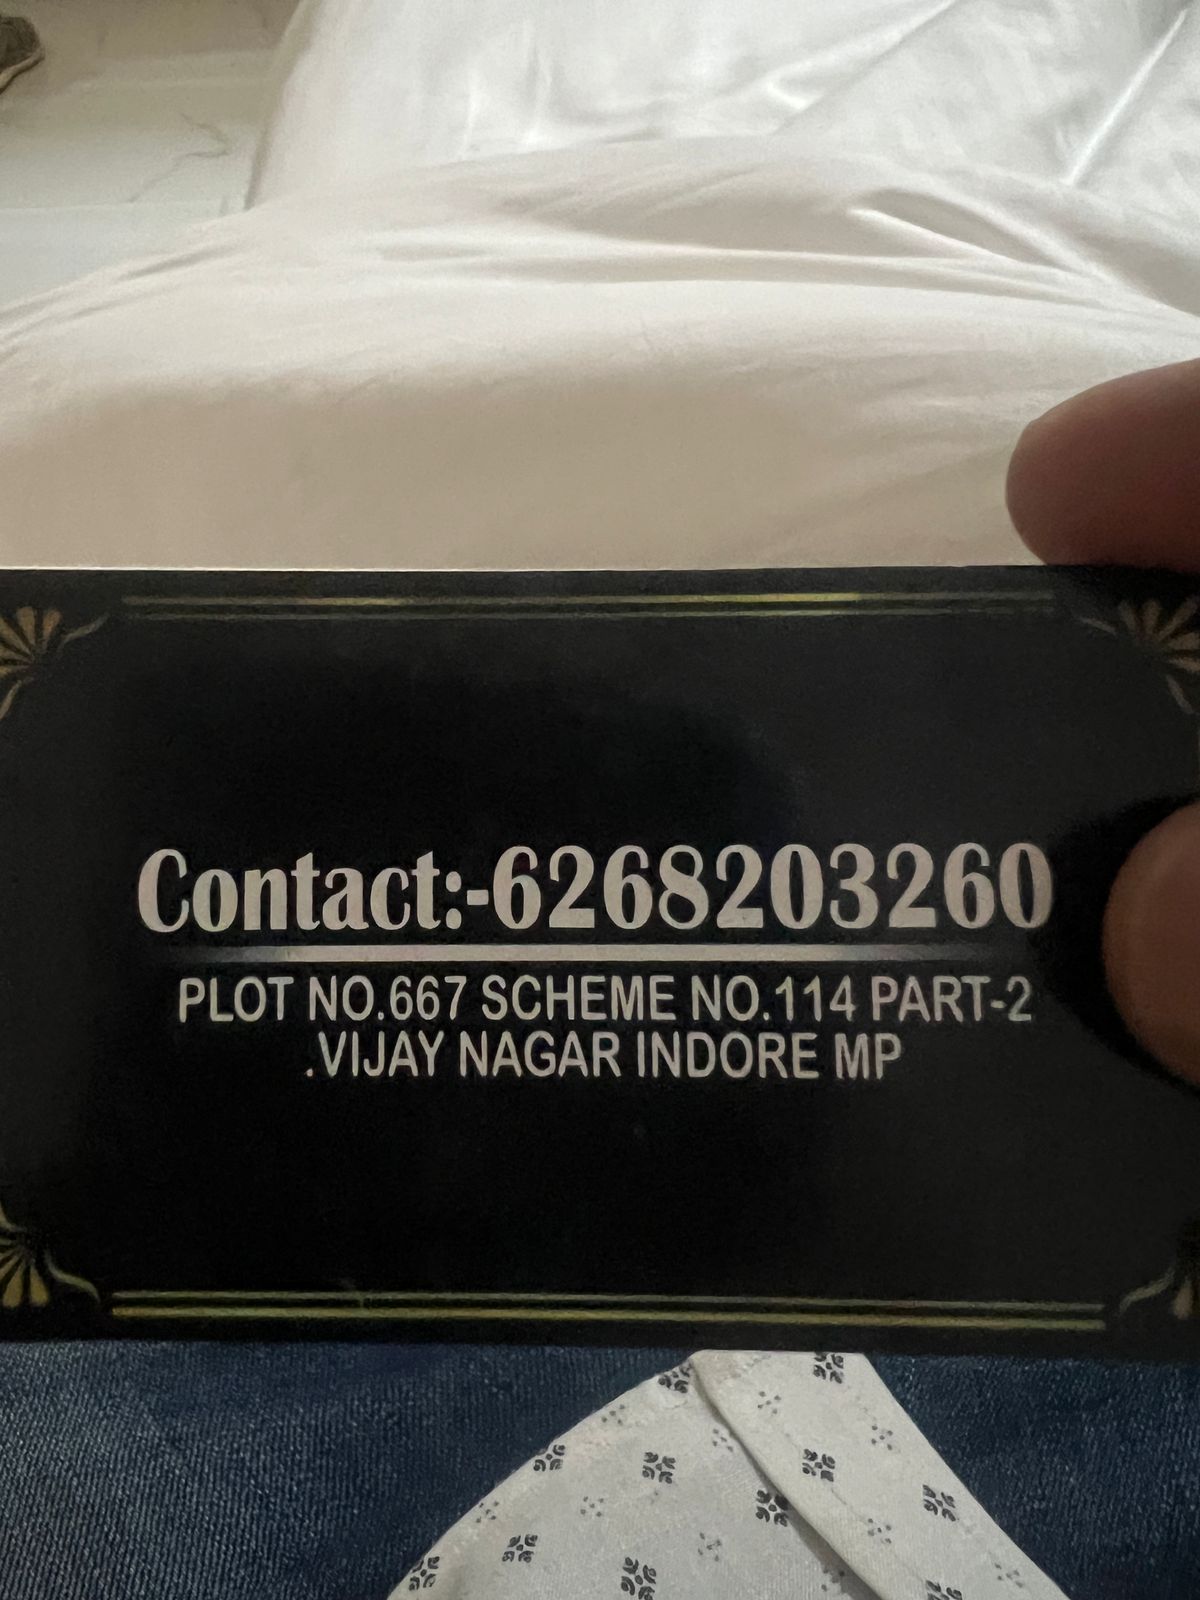 Contact:-6268203260
PLOT NO.667 SCHEME NO.114 PART-2
.VIJAY NAGAR INDORE MP